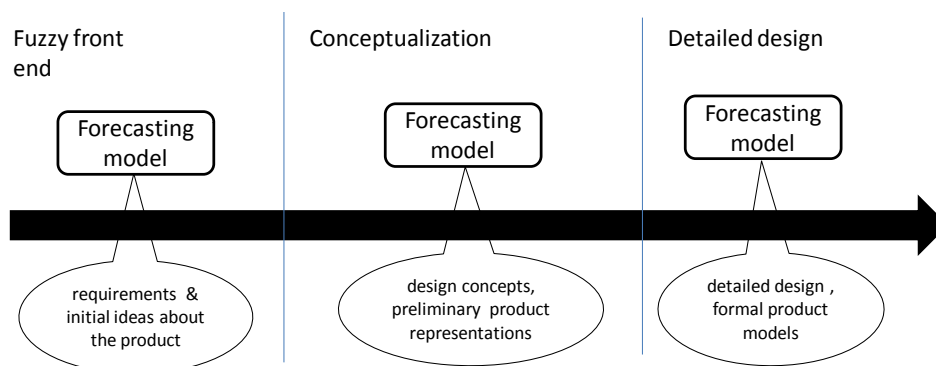 Fuzzy front
end
Conceptualization
Detailed design
Forecasting
model
Forecasting
model
Forecasting
model
requirements & 
initial ideas about
the product
design concepts,
preliminary product
representations
detailed design ,
formal product
models